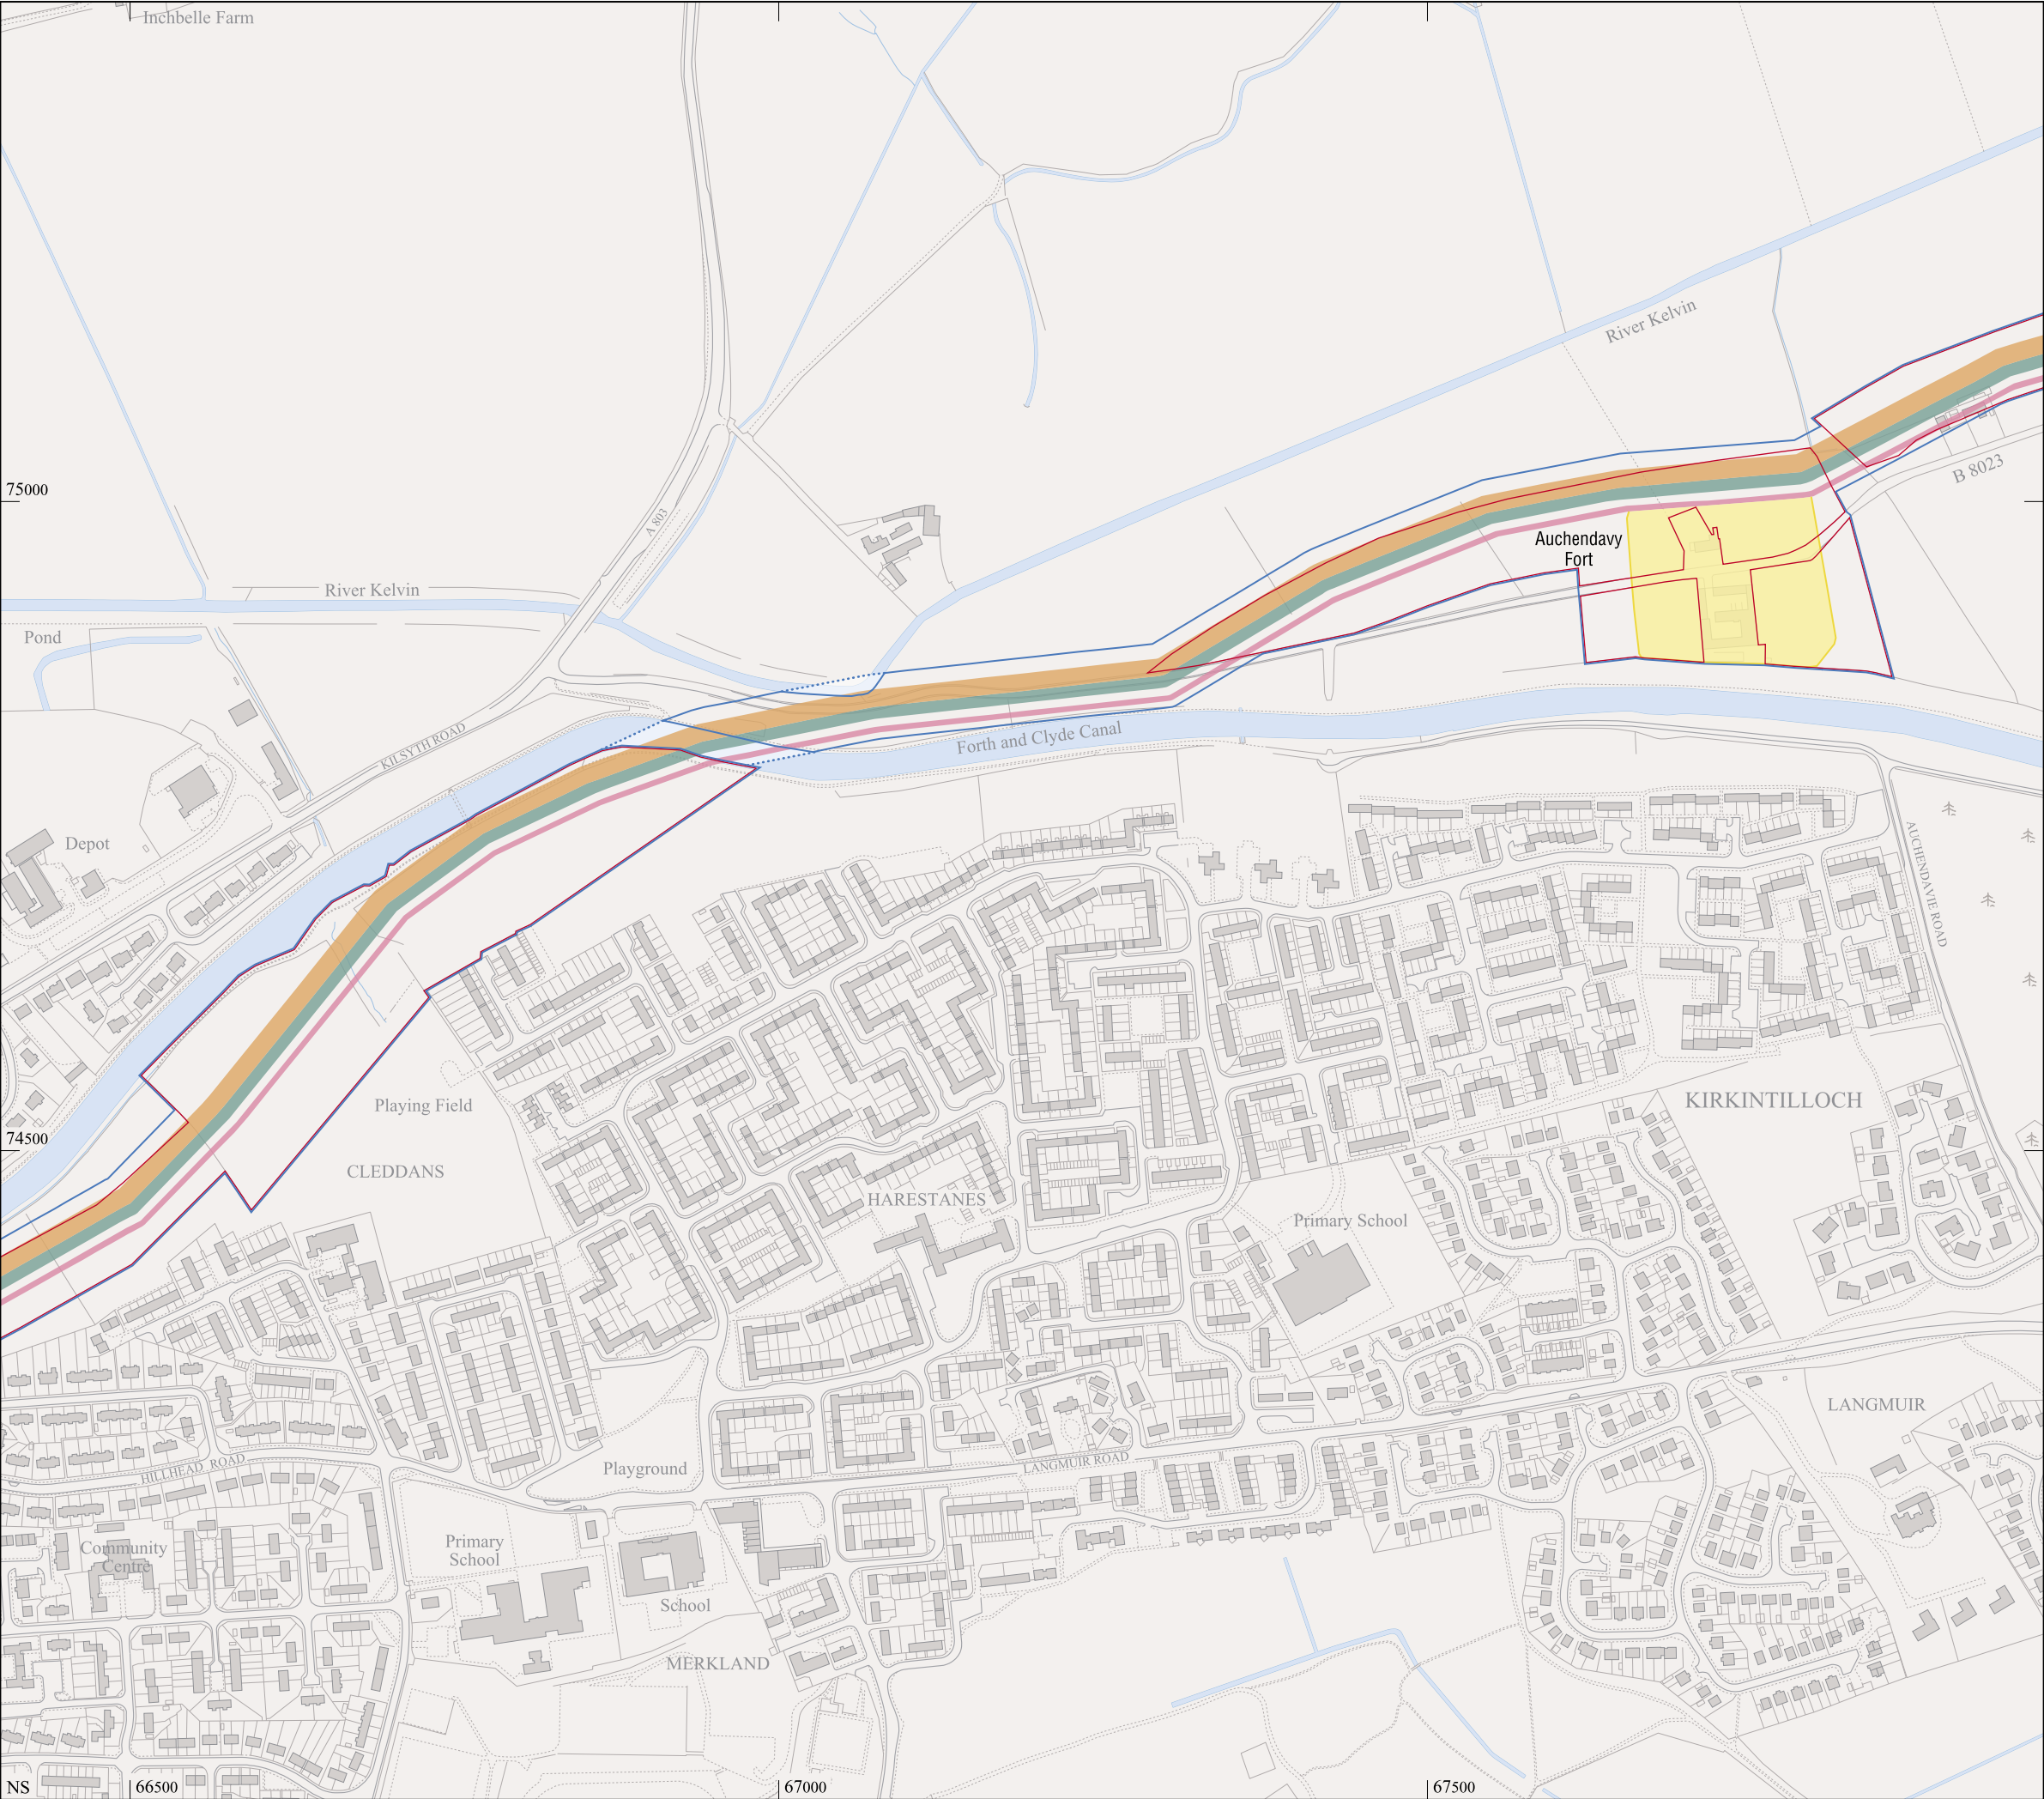 Inchbelle Farm
River Kelvin
75000
B 8023
A 803
Auchendavy
Fort
River Kelvin
Pond
KILSYTH ROAD
Forth and Clyde Canal
Depot
AUCHENDAVIE ROAD
Playing Field
KIRKINTILLOCH
74500
CLEDDANS
HARESTANES
Primary School
LANGMUIR
HILLHEAD ROAD
Playground
LANGMUIR ROAD
Community
Centre
Primary
School
School
MERKLAND
NS
66500
67000
67500